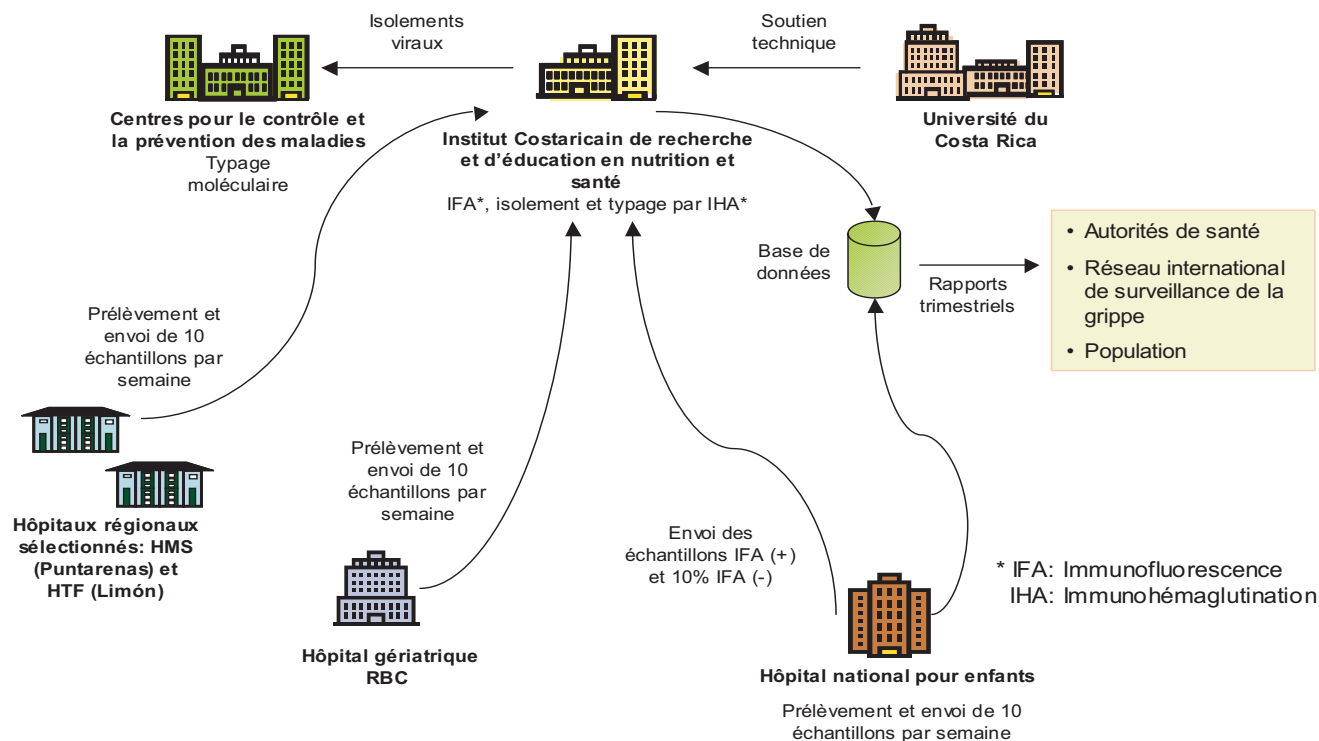 Isolements
viraux
Soutien
technique
Centres pour le contrôle et
la prévention des maladies
Typage
moléculaire
Institut Costaricain de recherche
et d'éducation en nutrition et
santé
IFA*, isolement et typage par IHA*
Université du
Costa Rica
Base de
données
Rapports
trimestriels
• Autorités de santé
• Réseau international
de surveillance de la
grippe
• Population
Prélèvement et
envoi de 10
échantillons par
semaine
Hôpitaux régionaux
sélectionnés: HMS
(Puntarenas) et
HTF (Limón)
Prélèvement et
envoi de 10
échantillons par
semaine
Hôpital gériatrique
RBC
Envoi des
échantillons IFA (+)
et 10% IFA (-)
* IFA: Immunofluorescence
IHA: Immunohémaglutination
Hôpital national pour enfants
Prélèvement et envoi de 10
échantillons par semaine